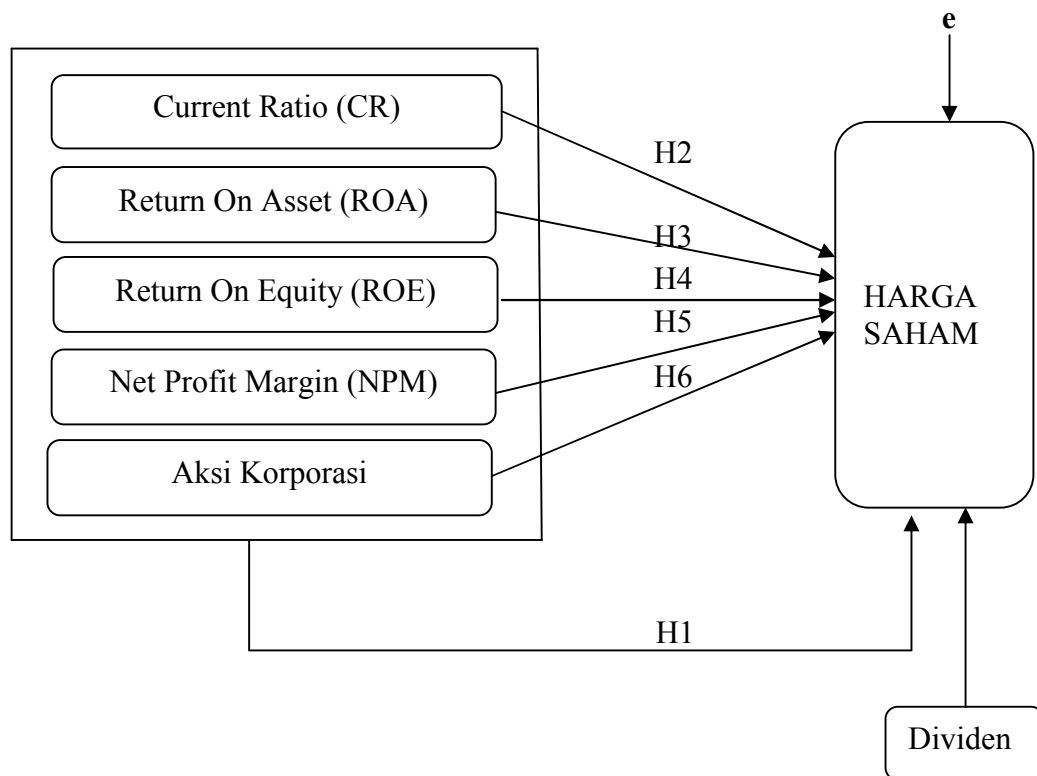 e
Current Ratio (CR)
H2
Return On Asset (ROA)
H3
Return On Equity (ROE)
H4
HARGA
SAHAM
H5
Net Profit Margin (NPM)
H6
Aksi Korporasi
H1
Dividen